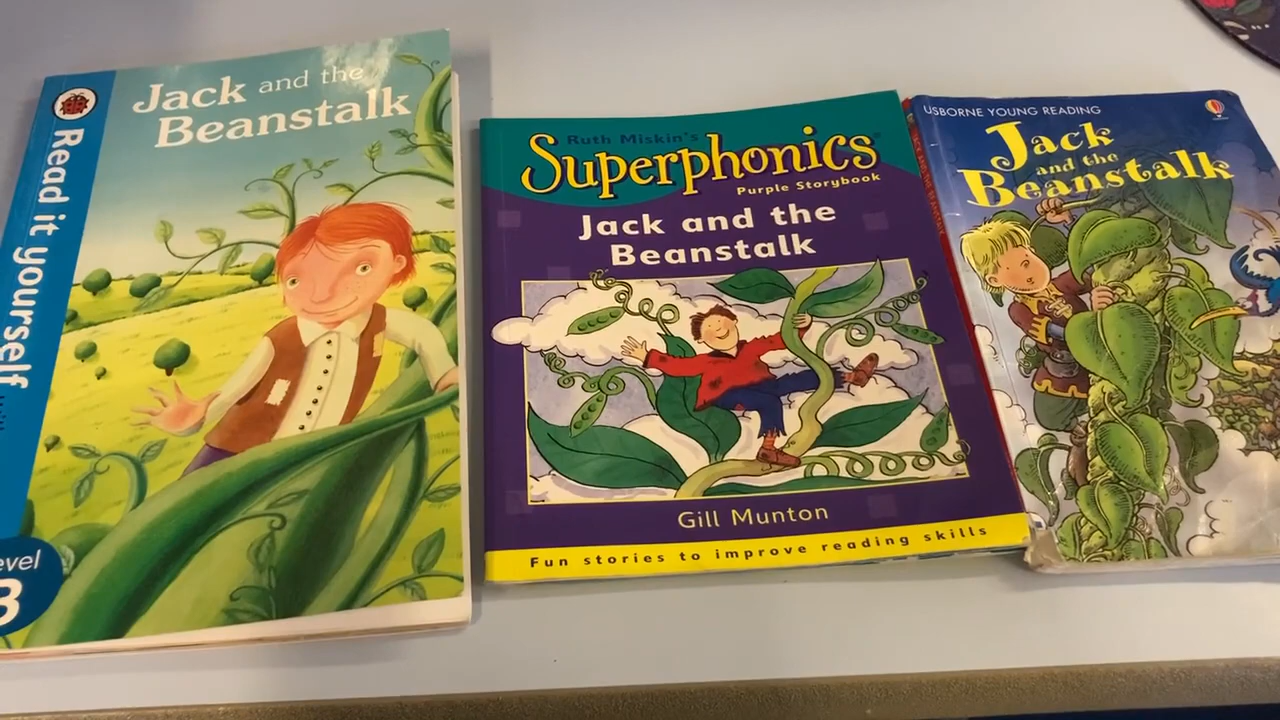 Jack and the
Beanstalk
Read it yourself
evel
3
Ruth Miskin's
Superphonics
Purple Storybook
Jack and the
Beanstalk
Gill Munton
Fun stories to improve reading skills
USBORNE YOUNG READING
Jack
and the
Beanstalk